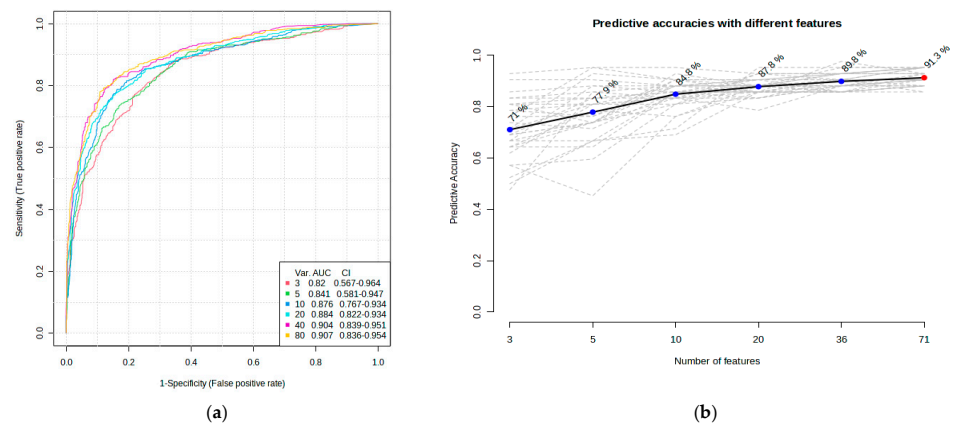 Sensitivity (True positive rate)
1.0
0.8
0.6
0.4
0.2
0.0
Var. AUC CI
3 0.82 0.567-0.964
5 0.841 0.581-0.947
10 0.876 0.767-0.934
20 0.884 0.822-0.934
40 0.904 0.839-0.951
80 0.907 0.836-0.954
0.0 0.2 0.4 0.6 0.8 1.0
1-Specificity (False positive rate)
(a)
Predictive accuracies with different features
Predictive Accuracy
1.0
0.8
0.6
0.4
0.2
0.0
71 %
77.9 %
84.8 %
87.8 %
89.8 %
91.3 %
3 5 10 20 36 71
Number of features
(b)